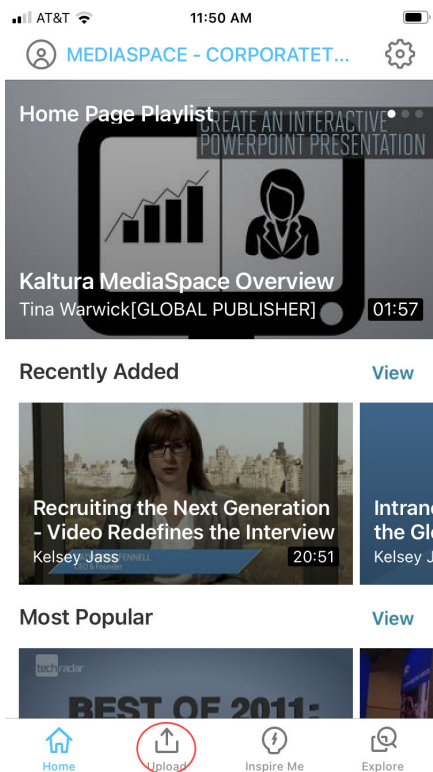 AT&T
11:50 AM
MEDIASPACE - CORPORATET...
Home Page Playlist
CREATE AN INTERACTIVE
POWERPOINT PRESENTATION
Kaltura MediaSpace Overview
Tina Warwick[GLOBAL PUBLISHER]
01:57
Recently Added
View
Recruiting the Next Generation
- Video Redefines the Interview
Kelsey Jass
20:51
CEO & Founder
Intran
the Gl
Kelsey J
Most Popular
View
techradar
BEST OF 2011:
Home
Upload
Inspire Me
Explore